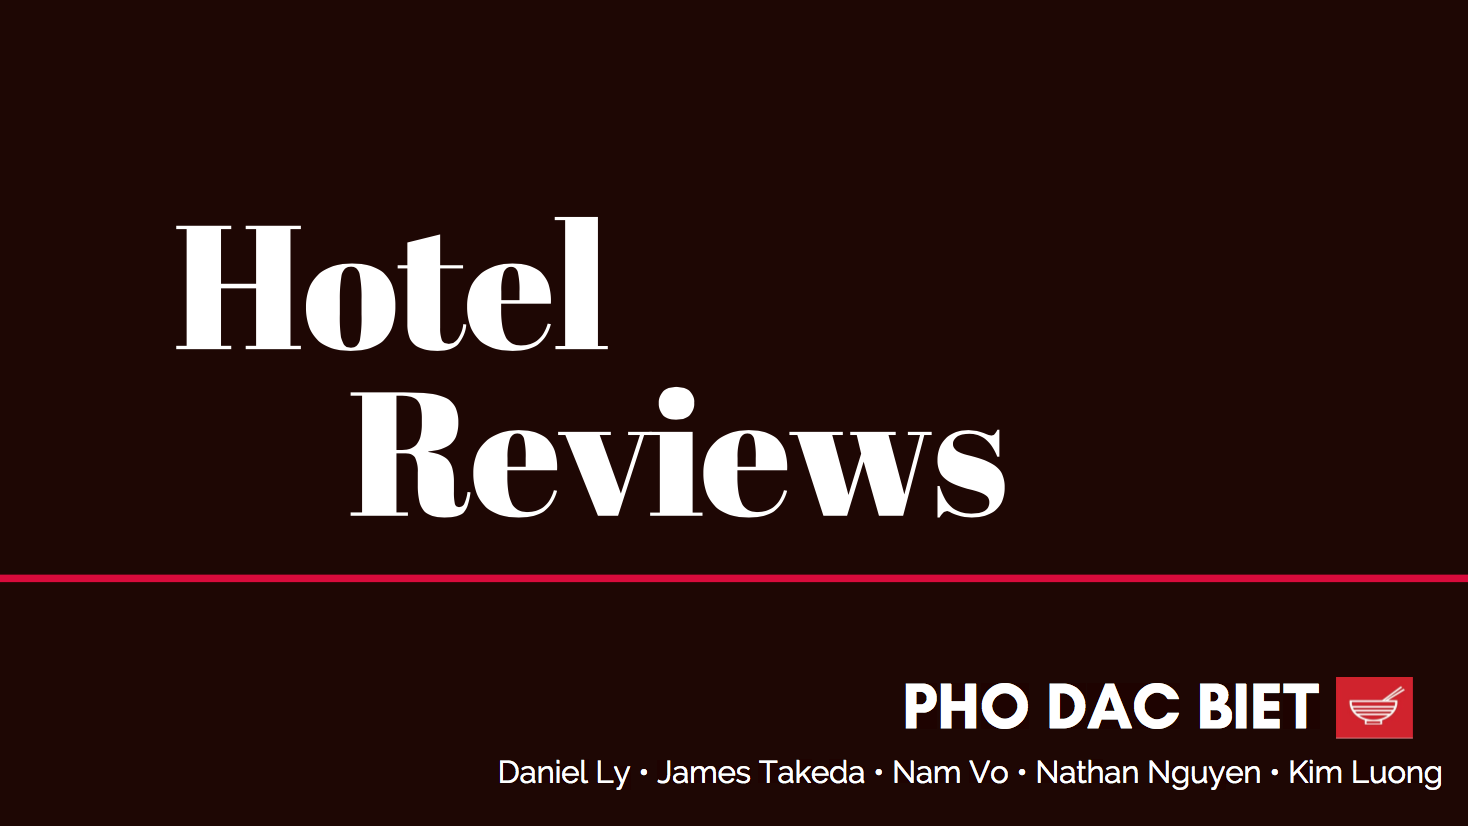 Hotel
Reviews
PHO DAC BIET
Daniel Ly • James Takeda • Nam Vo • Nathan Nguyen • Kim Luong